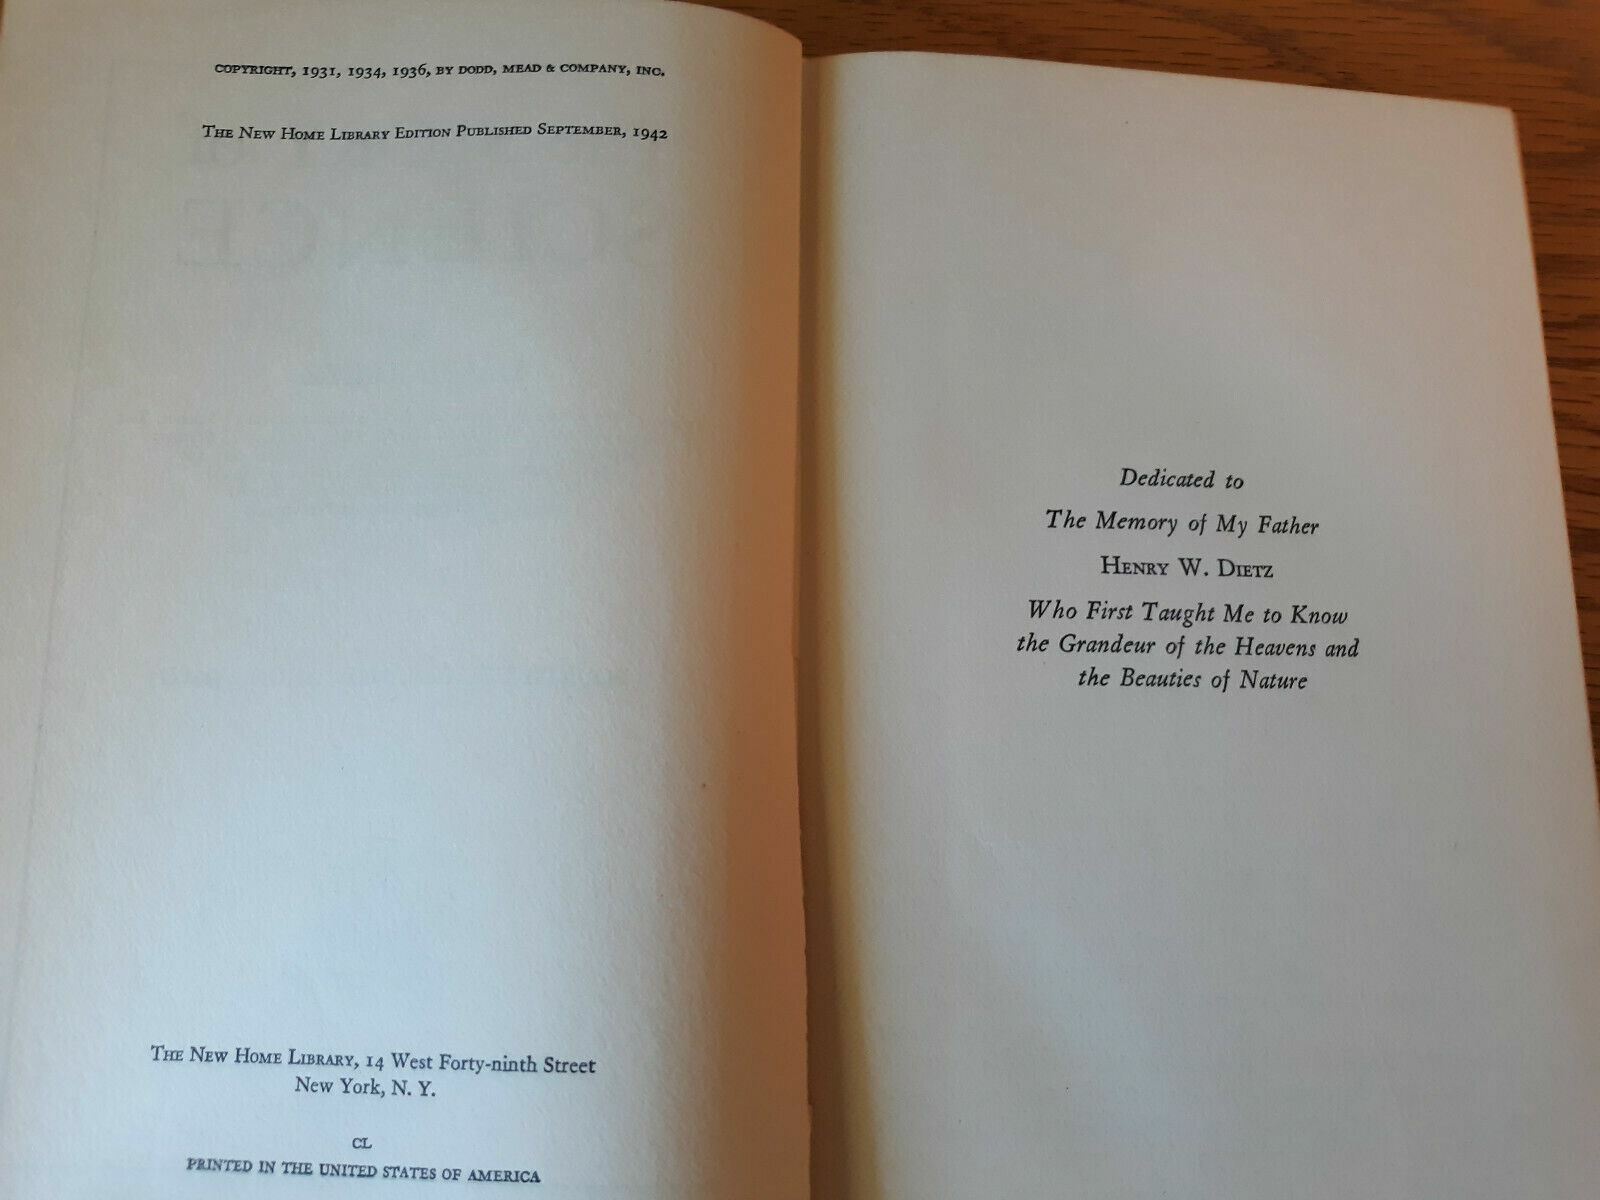 COPYRIGHT, 1931, 1934, 1936, BY DODD, MEAD & COMPANY, INC.
THE NEW HOME LIBRARY EDITION PUBLISHED SEPTEMBER, 1942
THE NEW HOME LIBRARY, 14 West Forty-ninth Street
New York, N. Y.
CL
PRINTED IN THE UNITED STATES OF AMERICA
Dedicated to
The Memory of My Father
HENRY W. DIETZ
Who First Taught Me to Know
the Grandeur of the Heavens and
the Beauties of Nature